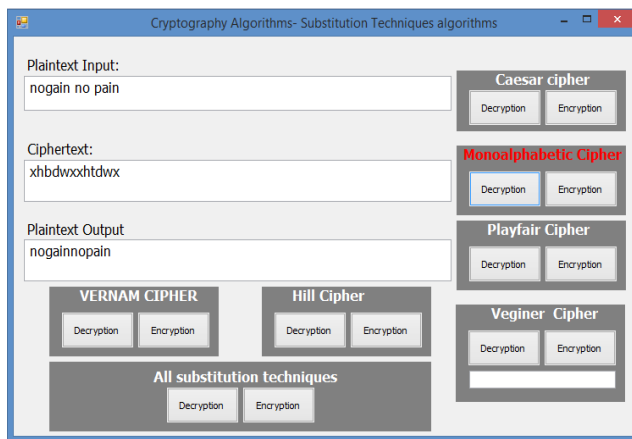 Cryptography Algorithms- Substitution Techniques algorithms
Plaintext Input:
nogain no pain
Caesar cipher
Decryption Encryption
Ciphertext:
xhbdwxxhtdwx
Monoalphabetic Cipher
Decryption Encryption
Plaintext Output
nogainnopain
Playfair Cipher
Decryption Encryption
VERNAM CIPHER
Decryption Encryption
Hill Cipher
Decryption Encryption
Veginer Cipher
Decryption Encryption
All substitution techniques
Decryption Encryption